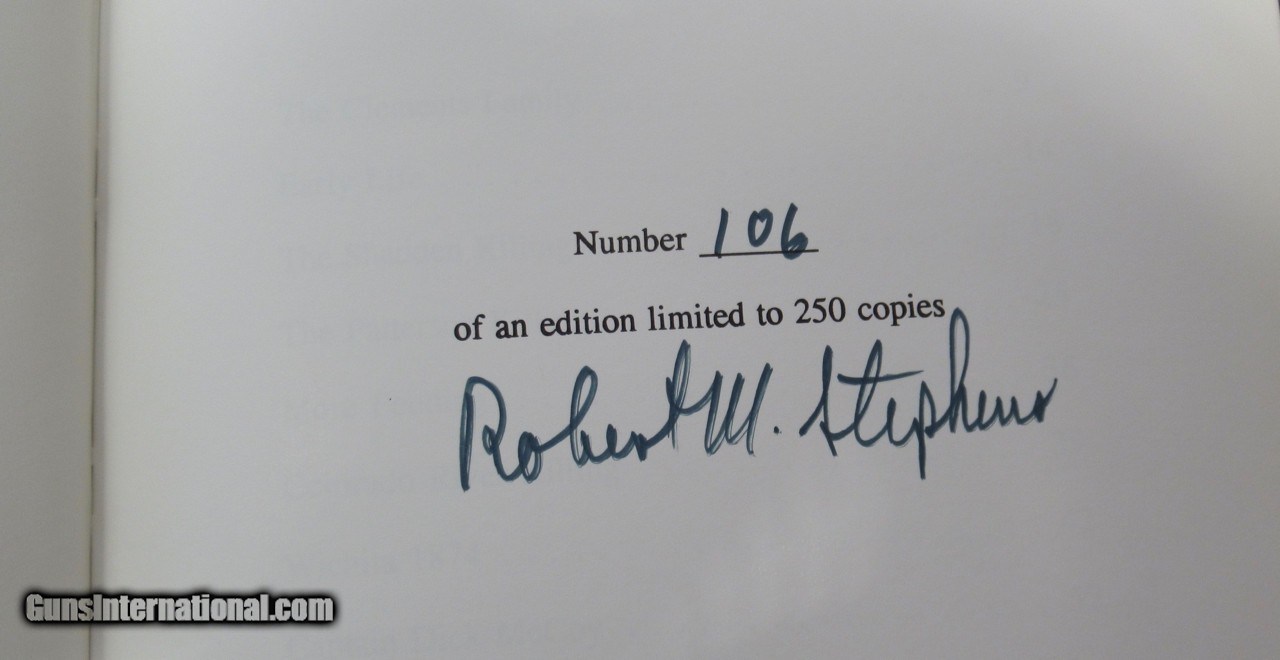 Number 106
of an edition limited to 250 copies
Robert M. Stephens
GunsInternational.com